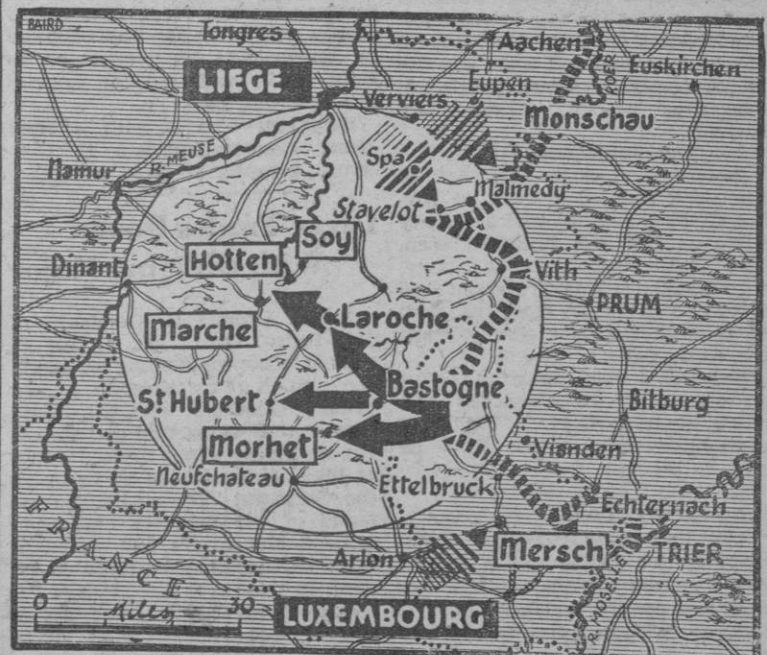 BAIRD
Tongres
Aachen
R. ROER
Euskirchen
LIEGE
Verviers
Eupen
Monschau
R. MEUSE
Namur
Spa
Malmedy
Stavelot
Soy
Hotten
Dinant
Vith
PRUM
Laroche
Marche
Bastogne
St Hubert
Bitburg
Morhet
Vianden
Neufchateau
Ettelbruck
Echternach
FRANCE
Arlon
Mersch
TRIER
R. MOSELLE
0 Miles 30
LUXEMBOURG